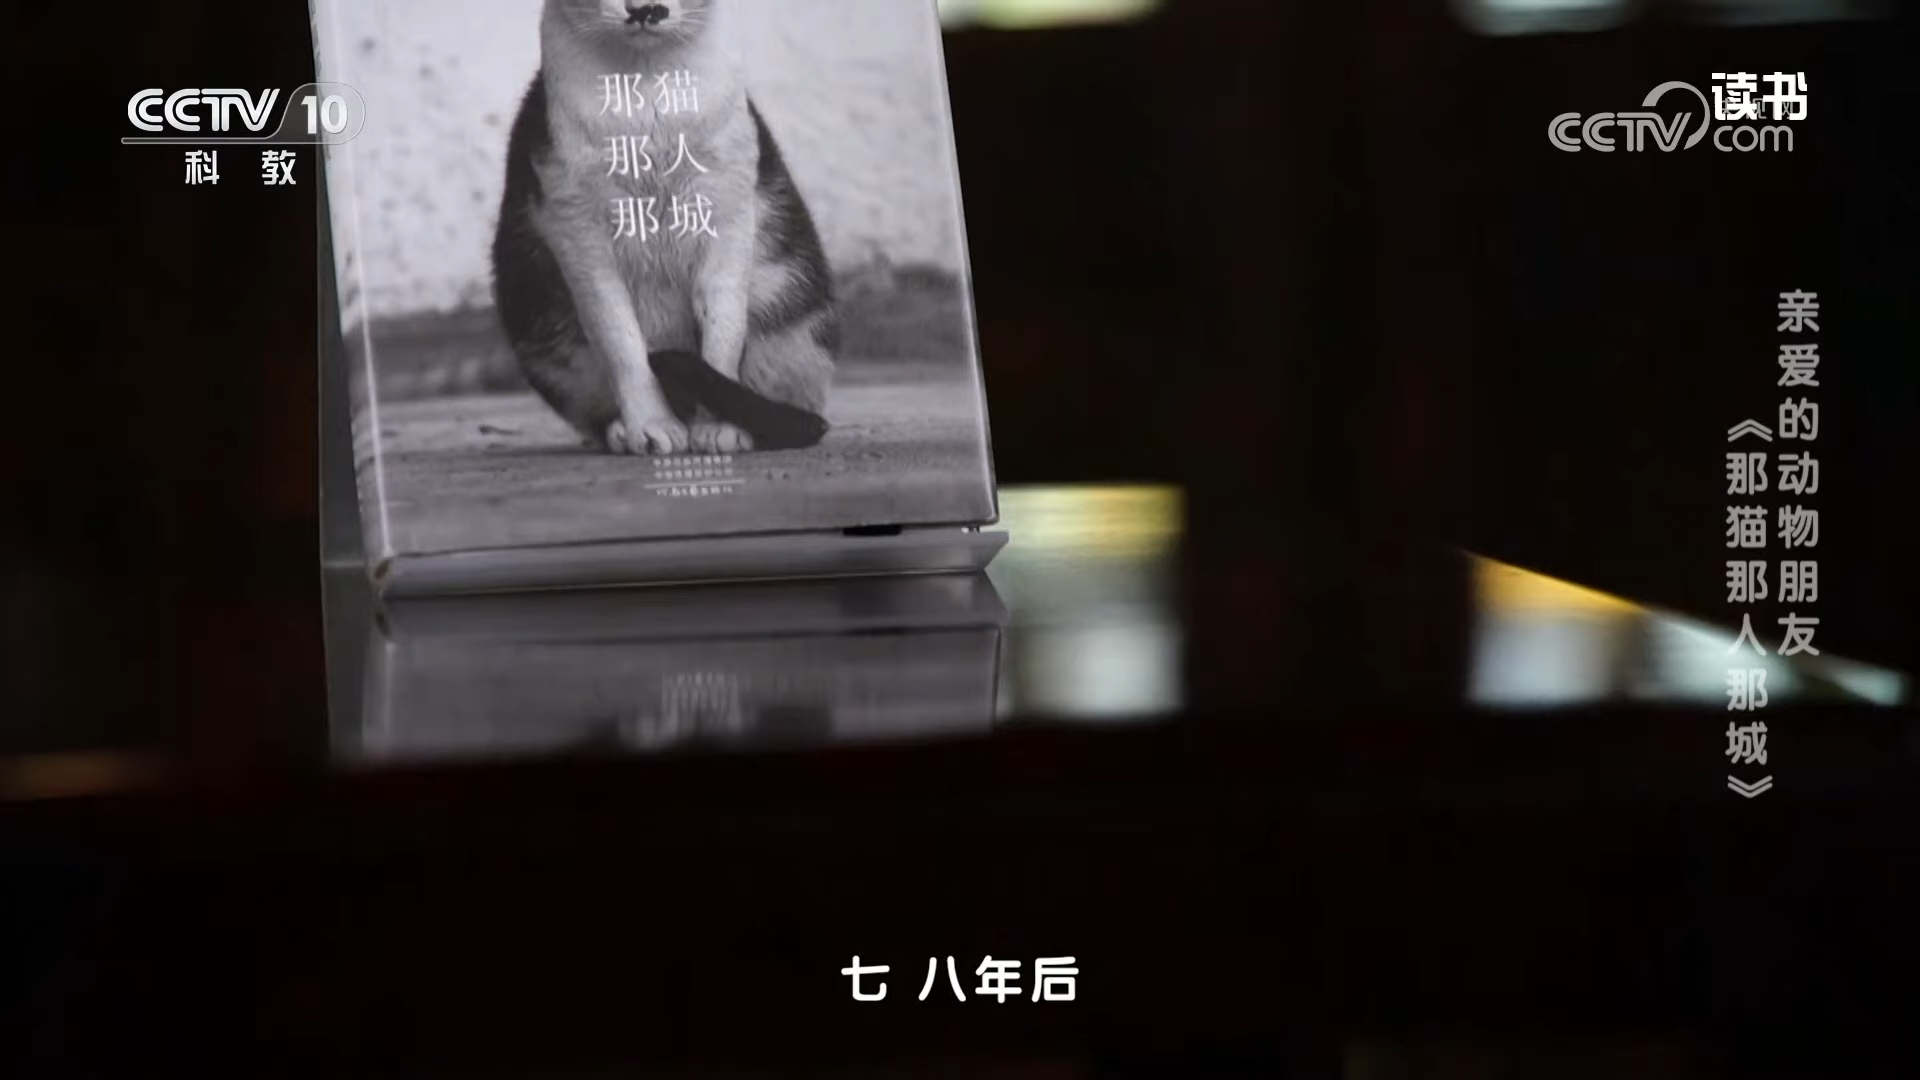 CCTV 10
科教
读书
CCTV
com
那猫
那人
那城
亲爱的动物朋友
《那猫那人那城》
七 八年后